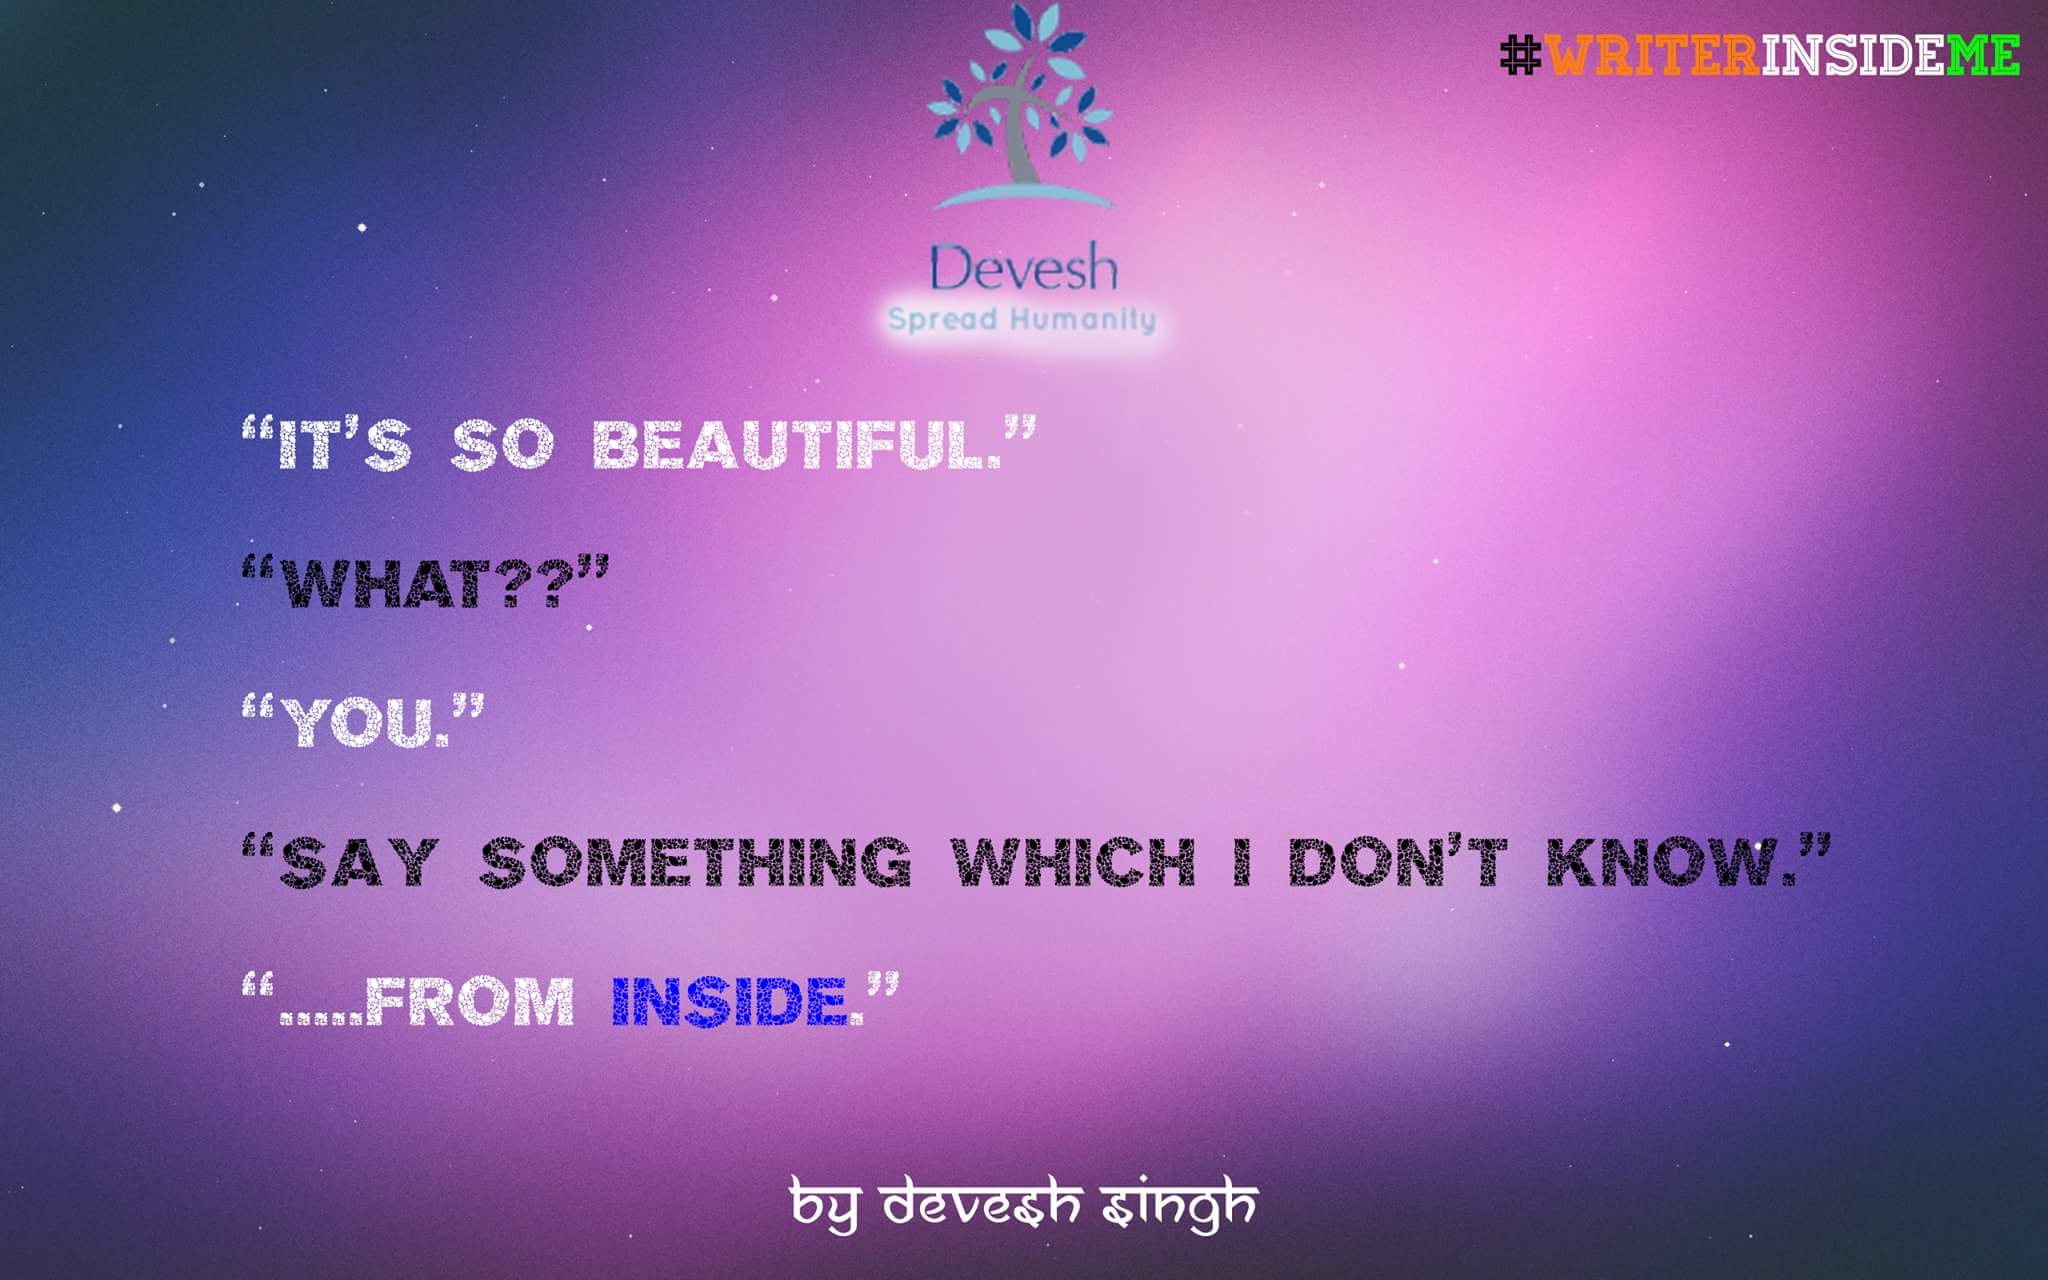 #WRITERINSIDEME
Devesh
Spread Humanity
“IT’S SO BEAUTIFUL.”
“WHAT??”
“YOU.”
“SAY SOMETHING WHICH I DON’T KNOW.”
“.....FROM INSIDE.”
by devesh singh